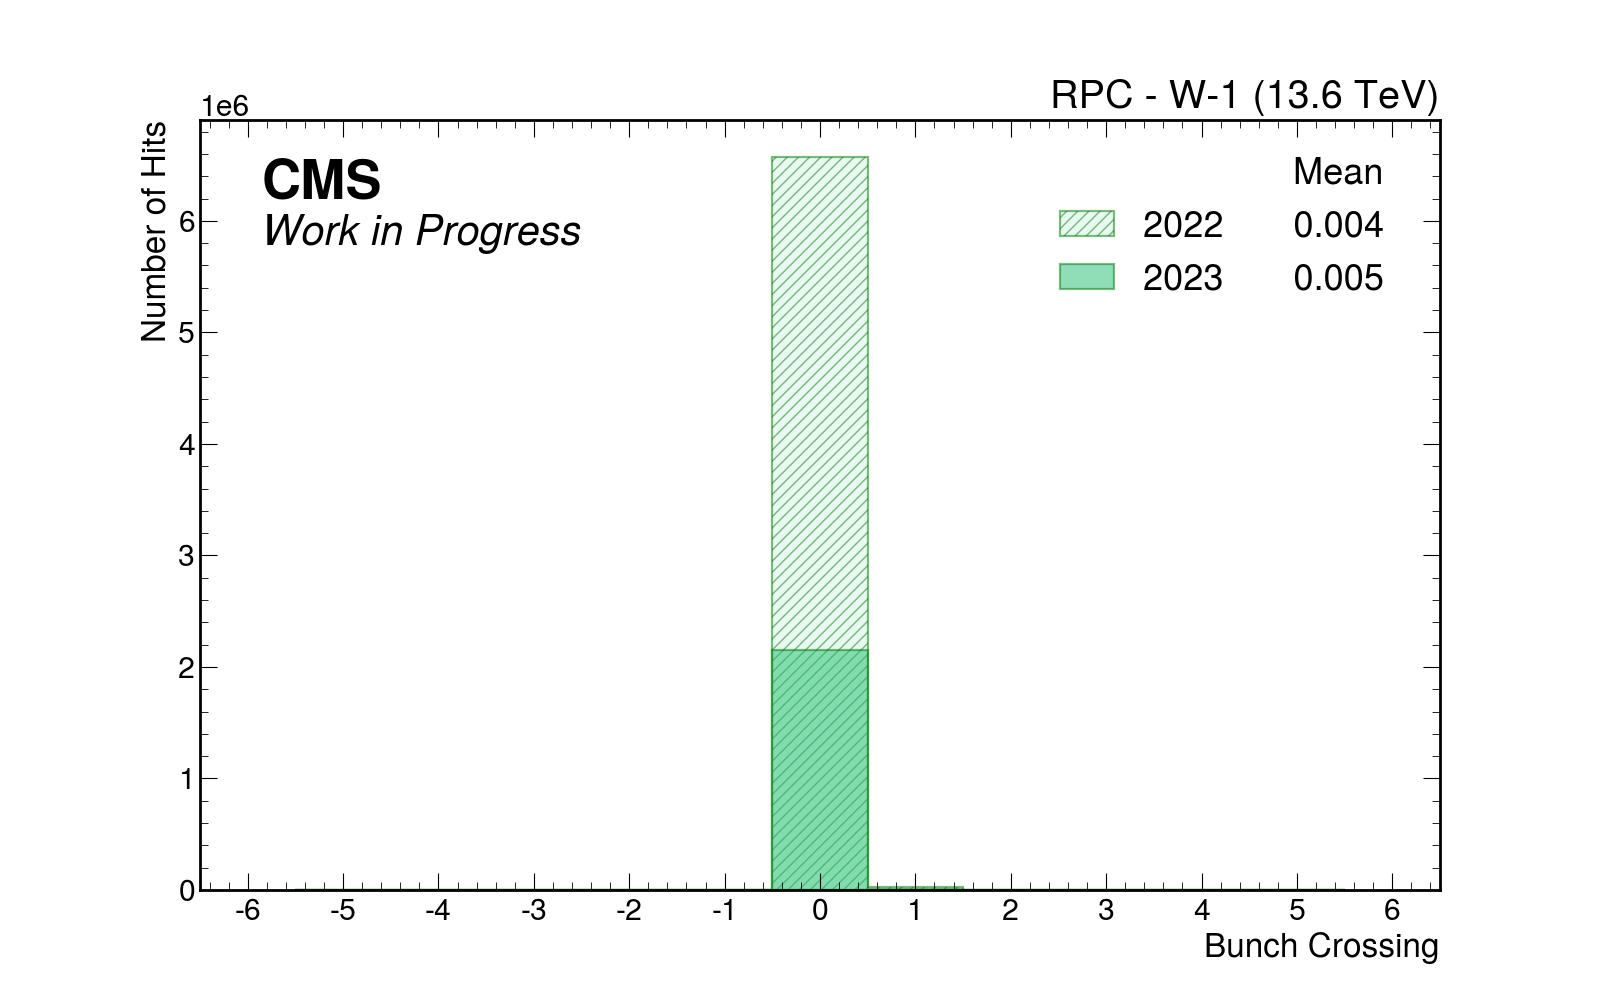 RPC - W-1 (13.6 TeV)
1e6
CMS
Work in Progress
Mean
2022 0.004
2023 0.005
Number of Hits
6
5
4
3
2
1
0
-6 -5 -4 -3 -2 -1 0 1 2 3 4 5 6
Bunch Crossing